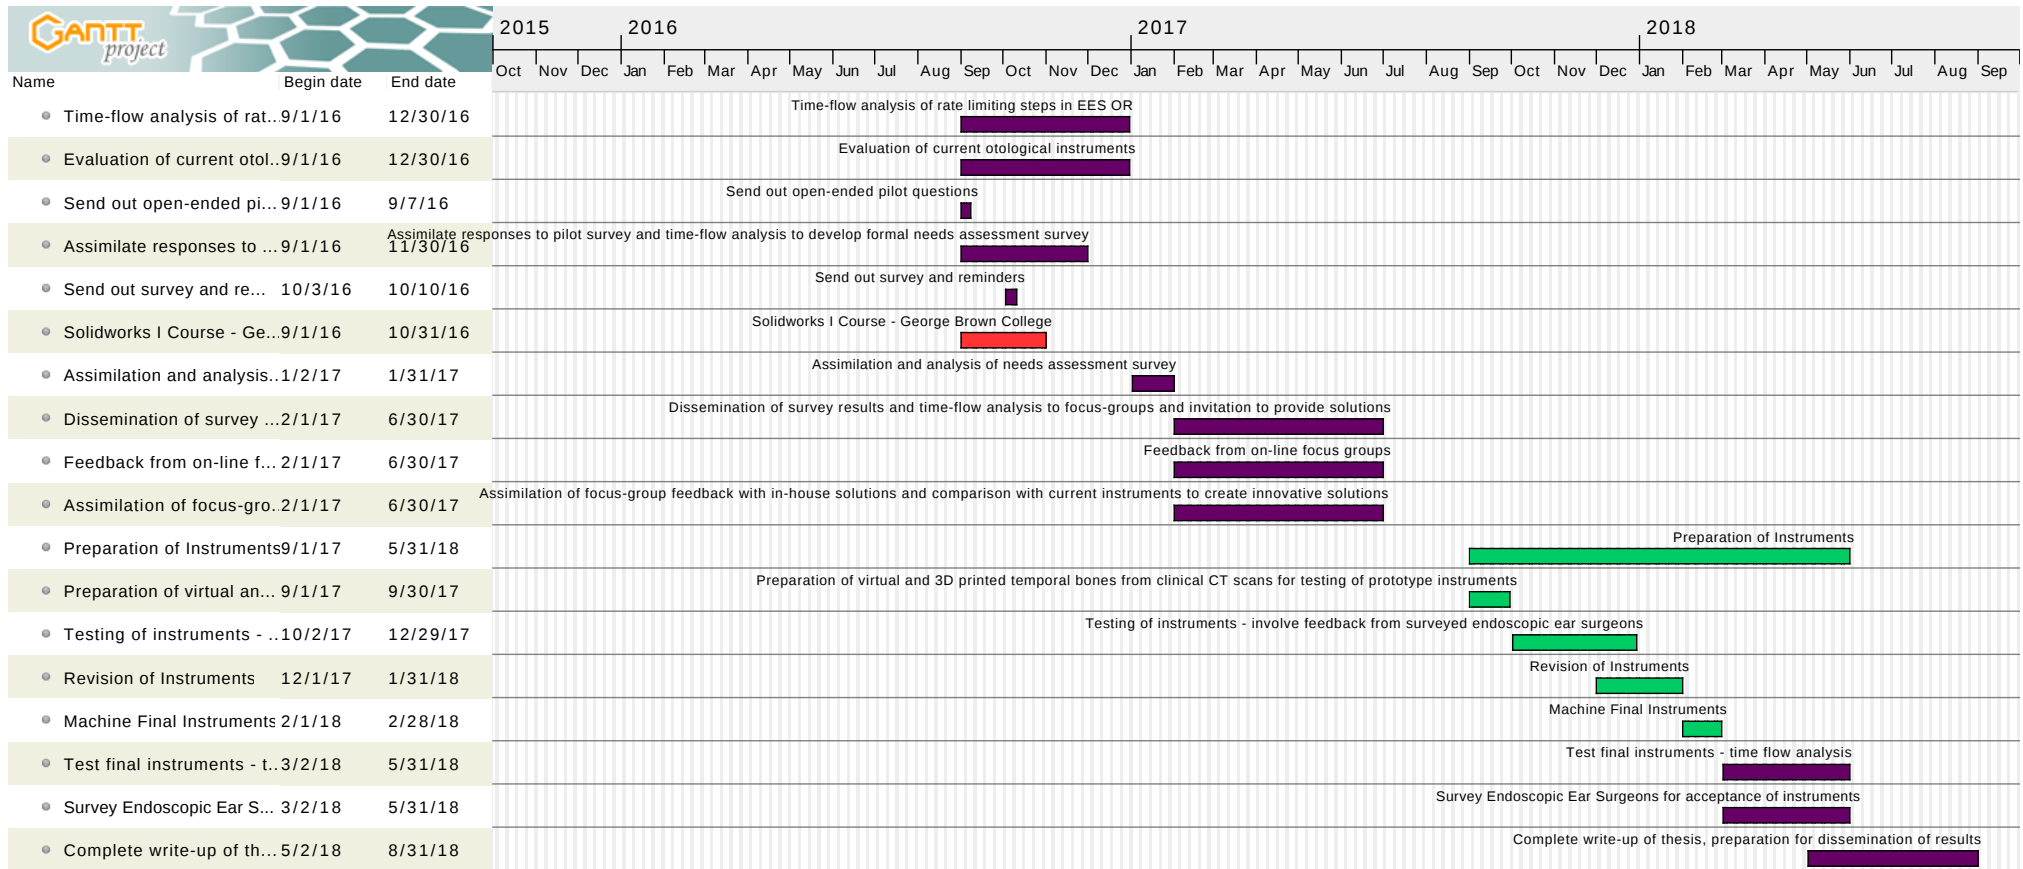 GANTT project
2015 2016 2017 2018
Oct Nov Dec Jan Feb Mar Apr May Jun Jul Aug Sep Oct Nov Dec Jan Feb Mar Apr May Jun Jul Aug Sep Oct Nov Dec Jan Feb Mar Apr May Jun Jul Aug Sep
Name Begin date End date
Time-flow analysis of rate limiting steps in EES OR
Time-flow analysis of rat... 9/1/16 12/30/16
Evaluation of current otological instruments
Evaluation of current otol... 9/1/16 12/30/16
Send out open-ended pilot questions
Send out open-ended pi... 9/1/16 9/7/16
Assimilate responses to pilot survey and time-flow analysis to develop formal needs assessment survey
Assimilate responses to ... 9/1/16 11/30/16
Send out survey and reminders
Send out survey and re... 10/3/16 10/10/16
Solidworks I Course - George Brown College
Solidworks I Course - Ge... 9/1/16 10/31/16
Assimilation and analysis of needs assessment survey
Assimilation and analysis... 1/2/17 1/31/17
Dissemination of survey results and time-flow analysis to focus-groups and invitation to provide solutions
Dissemination of survey ... 2/1/17 6/30/17
Feedback from on-line focus groups
Feedback from on-line f... 2/1/17 6/30/17
Assimilation of focus-group feedback with in-house solutions and comparison with current instruments to create innovative solutions
Assimilation of focus-gro... 2/1/17 6/30/17
Preparation of Instruments
Preparation of Instruments 9/1/17 5/31/18
Preparation of virtual and 3D printed temporal bones from clinical CT scans for testing of prototype instruments
Preparation of virtual an... 9/1/17 9/30/17
Testing of instruments - involve feedback from surveyed endoscopic ear surgeons
Testing of instruments - ... 10/2/17 12/29/17
Revision of Instruments
Revision of Instruments 12/1/17 1/31/18
Machine Final Instruments
Machine Final Instruments 2/1/18 2/28/18
Test final instruments - time flow analysis
Test final instruments - t... 3/2/18 5/31/18
Survey Endoscopic Ear Surgeons for acceptance of instruments
Survey Endoscopic Ear S... 3/2/18 5/31/18
Complete write-up of thesis, preparation for dissemination of results
Complete write-up of th... 5/2/18 8/31/18